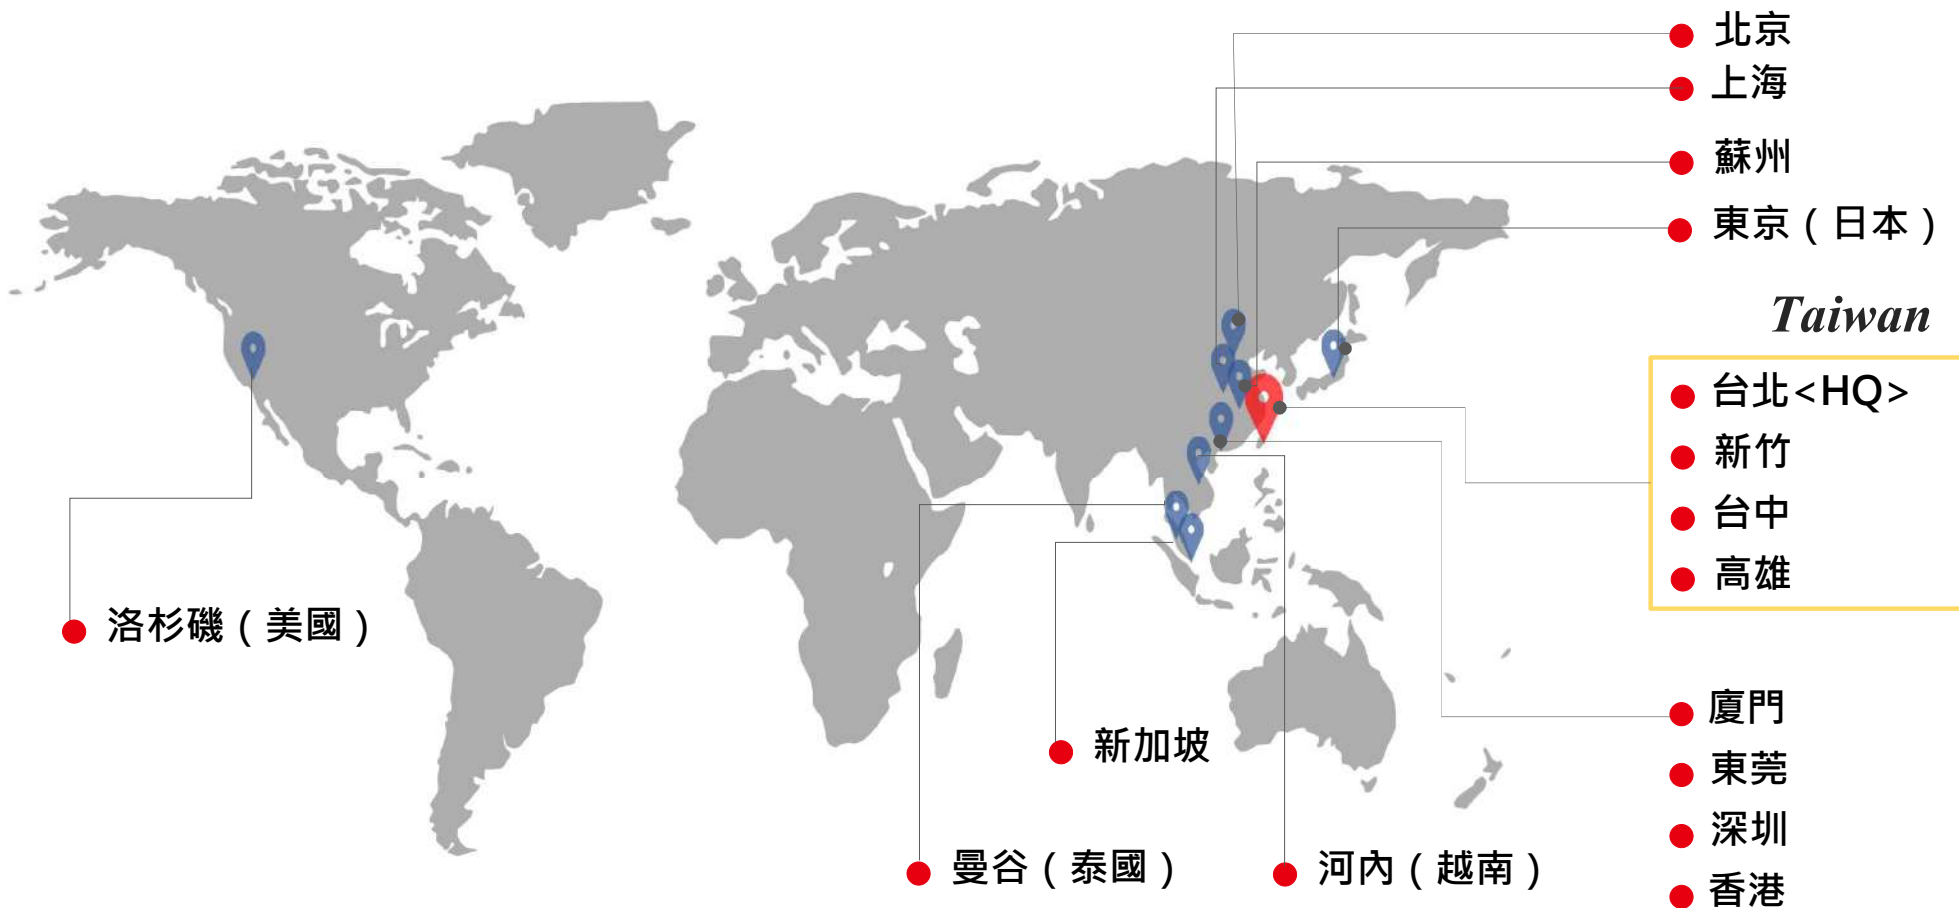 北京
上海
蘇州
東京（日本）
Taiwan
台北<HQ>
新竹
台中
高雄
洛杉磯（美國）
廈門
新加坡
東莞
深圳
曼谷（泰國）
河內（越南）
香港